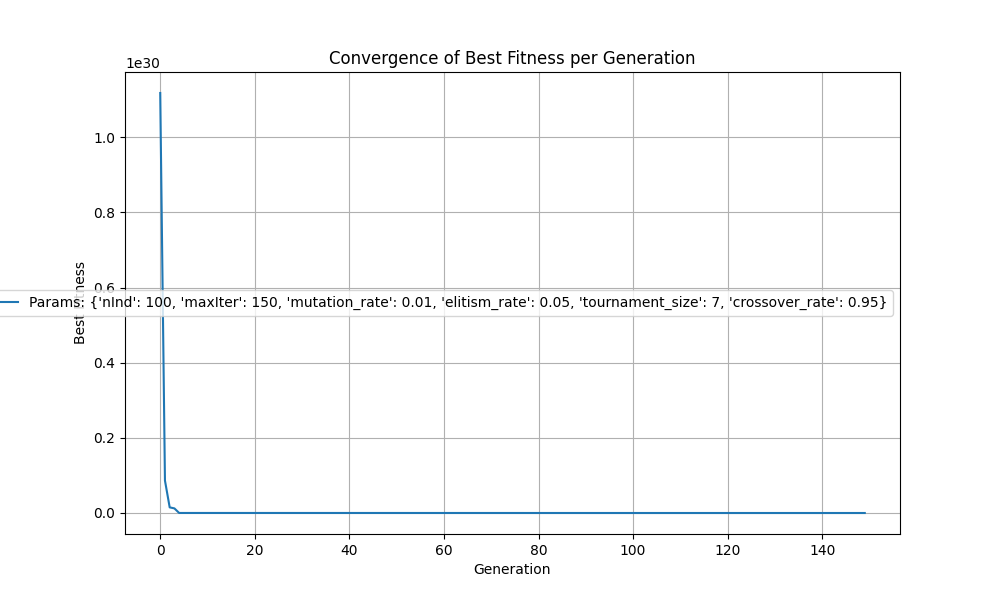 Convergence of Best Fitness per Generation
1e30
1.0
0.8
0.6
0.4
0.2
0.0
Params: {'nInd': 100, 'maxIter': 150, 'mutation_rate': 0.01, 'elitism_rate': 0.05, 'tournament_size': 7, 'crossover_rate': 0.95}
Best Fitness
0 20 40 60 80 100 120 140
Generation